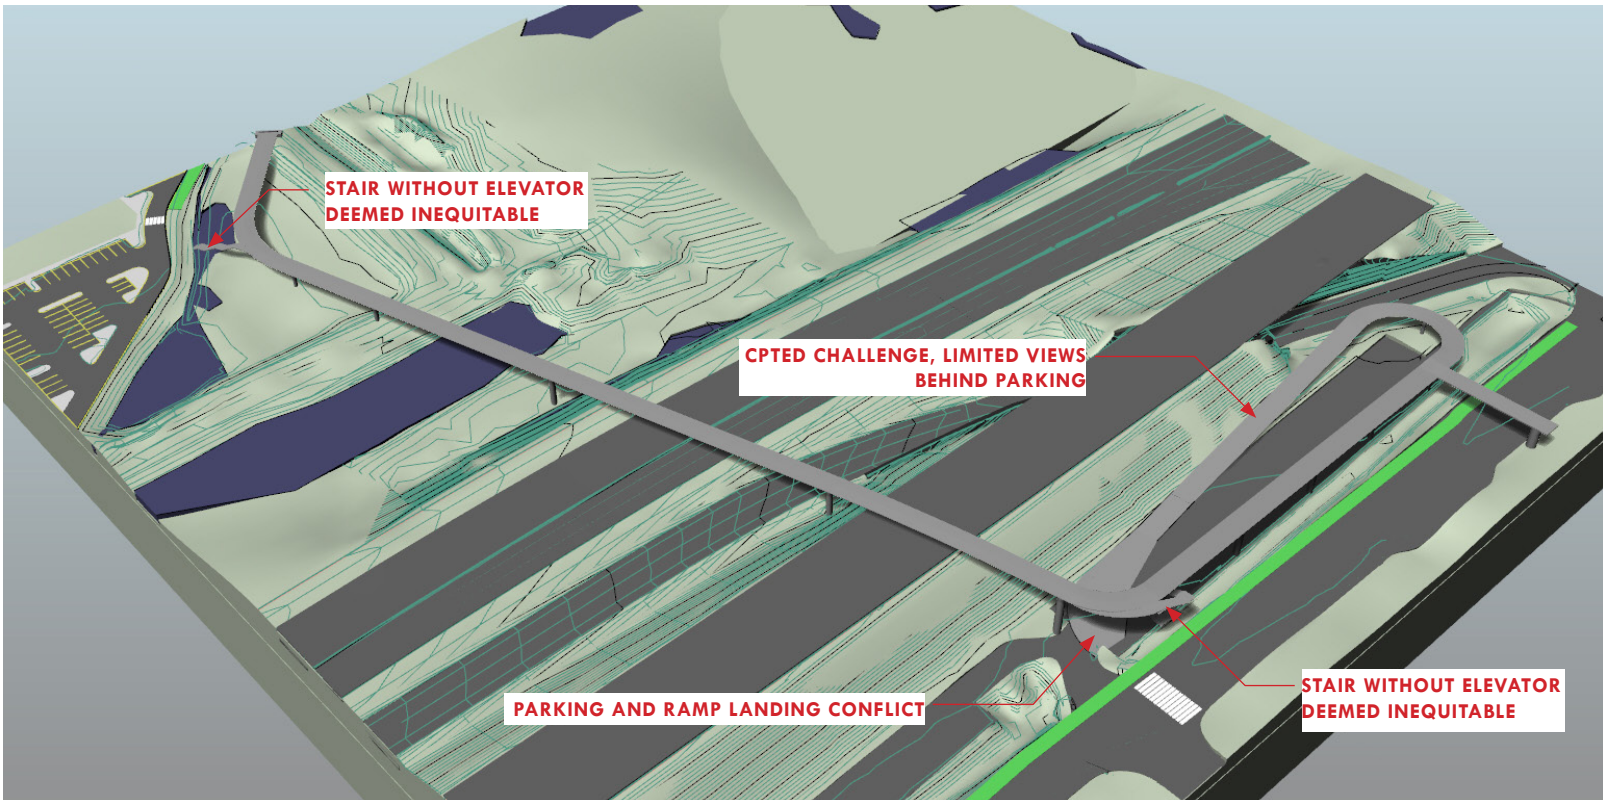 STAIR WITHOUT ELEVATOR
DEEMED INEQUITABLE
CPTED CHALLENGE, LIMITED VIEWS
BEHIND PARKING
PARKING AND RAMP LANDING CONFLICT
STAIR WITHOUT ELEVATOR
DEEMED INEQUITABLE